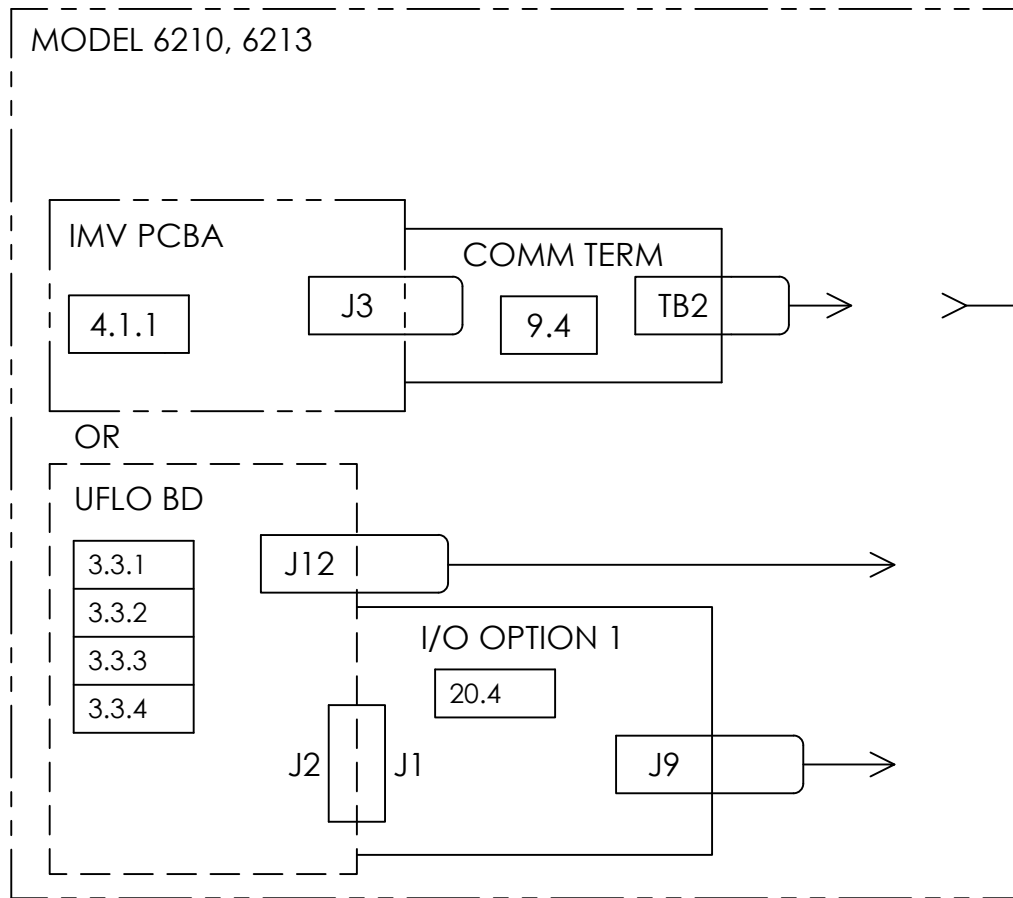 MODEL 6210, 6213
IMV PCBA
COMM TERM
J3
TB2
4.1.1
9.4
OR
UFLO BD
3.3.1
J12
3.3.2
I/O OPTION 1
3.3.3
20.4
3.3.4
J2
J1
J9